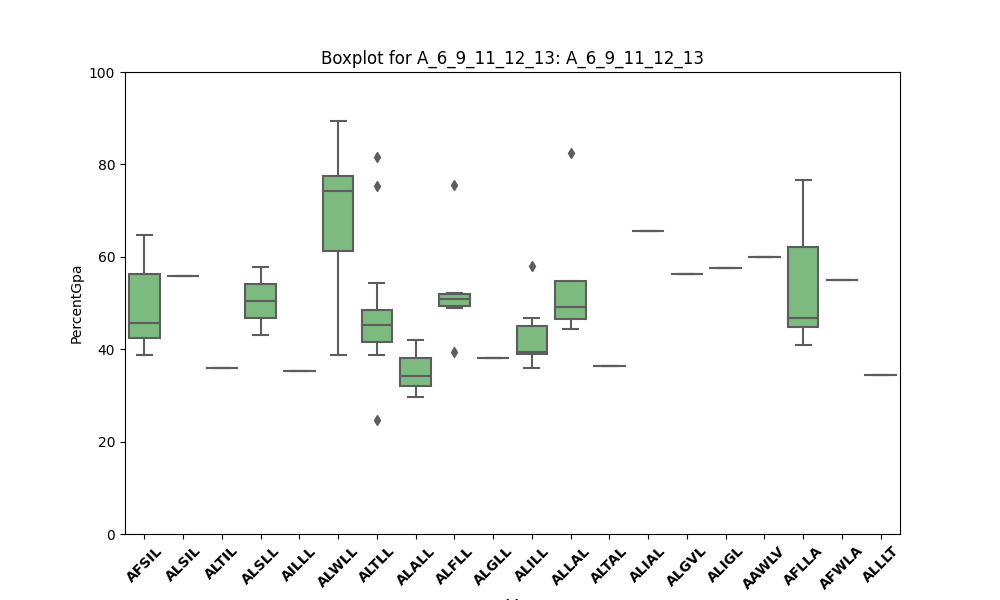 Boxplot for A_6_9_11_12_13: A_6_9_11_12_13
100
80
60
40
20
0
PercentGpa
AFSIL
ALSIL
ALTIL
ALSLL
AILLL
ALWLL
ALTLL
ALALL
ALFLL
ALGLL
ALILL
ALLAL
ALTAL
ALIAL
ALGVL
ALIGL
AAWLV
AFLLA
AFWLA
ALLLT